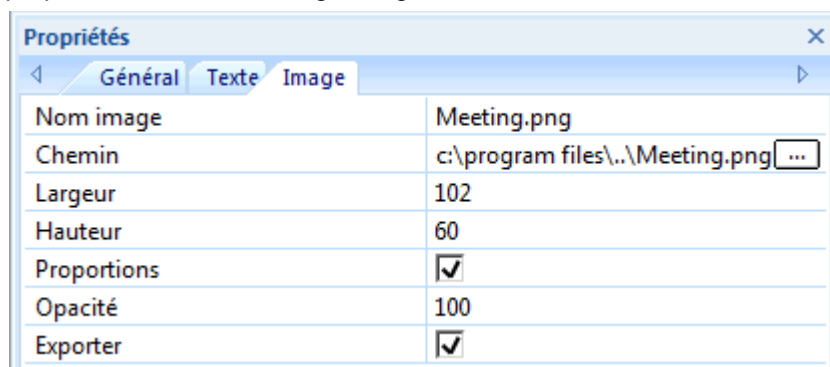 Propriétés
Général Texte Image
Nom image Meeting.png
Chemin c:\program files\..\Meeting.png ...
Largeur 102
Hauteur 60
Proportions
Opacité 100
Exporter